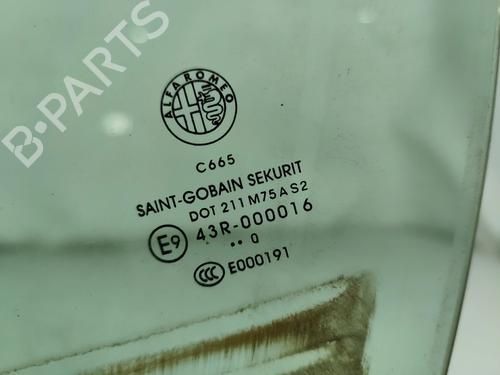 B-PARTS
ALFA ROMEO
C665
SAINT-GOBAIN SEKURIT
DOT 211 M75 A S2
E9 43R-000016
•• 0
CCC E000191